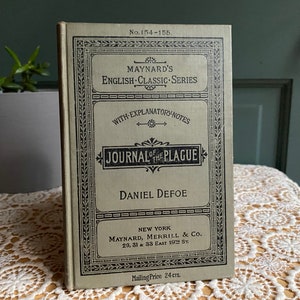 No. 154-155.
MAYNARD'S
ENGLISH·CLASSIC·SERIES
WITH·EXPLANATORY·NOTES
JOURNAL OF THE PLAGUE
DANIEL DEFOE
NEW YORK
MAYNARD, MERRILL & CO.
29, 31 & 33 EAST 19TH ST.
Mailing Price 24cts.